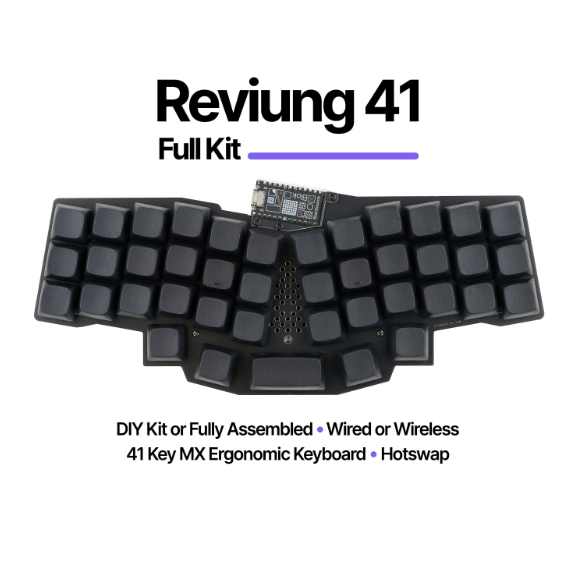 Reviung 41
Full Kit
DIY Kit or Fully Assembled • Wired or Wireless
41 Key MX Ergonomic Keyboard • Hotswap